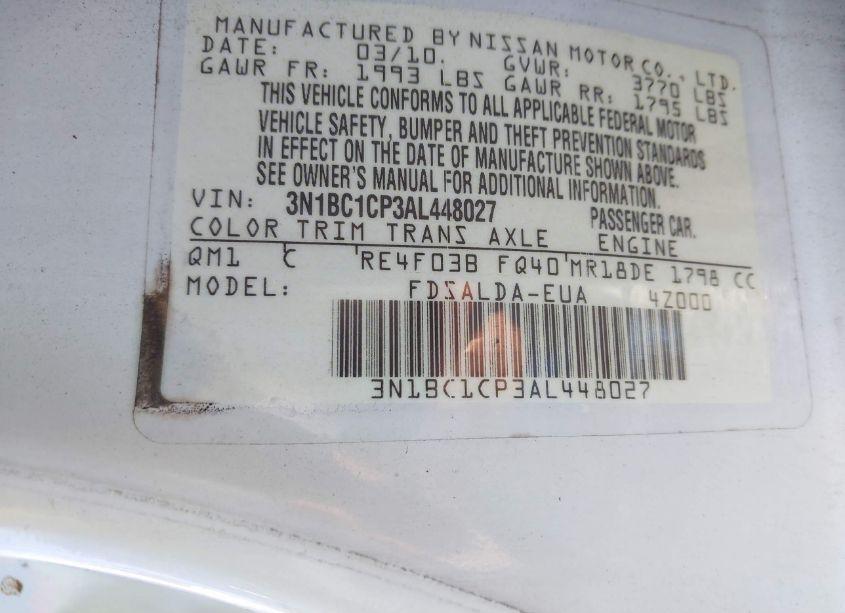 MANUFACTURED BY NISSAN MOTOR CO., LTD.
DATE: 03/10. GVWR: 3770 LBS
GAWR FR: 1993 LBS GAWR RR: 1795 LBS
THIS VEHICLE CONFORMS TO ALL APPLICABLE FEDERAL MOTOR
VEHICLE SAFETY, BUMPER AND THEFT PREVENTION STANDARDS
IN EFFECT ON THE DATE OF MANUFACTURE SHOWN ABOVE.
SEE OWNER'S MANUAL FOR ADDITIONAL INFORMATION.
VIN: 3N1BC1CP3AL448027 PASSENGER CAR.
COLOR TRIM TRANS AXLE ENGINE
QM1 C RE4F03B FQ40 MR18DE 1798 CC
MODEL: FDSALDA-EUA 4Z000
3N1BC1CP3AL448027